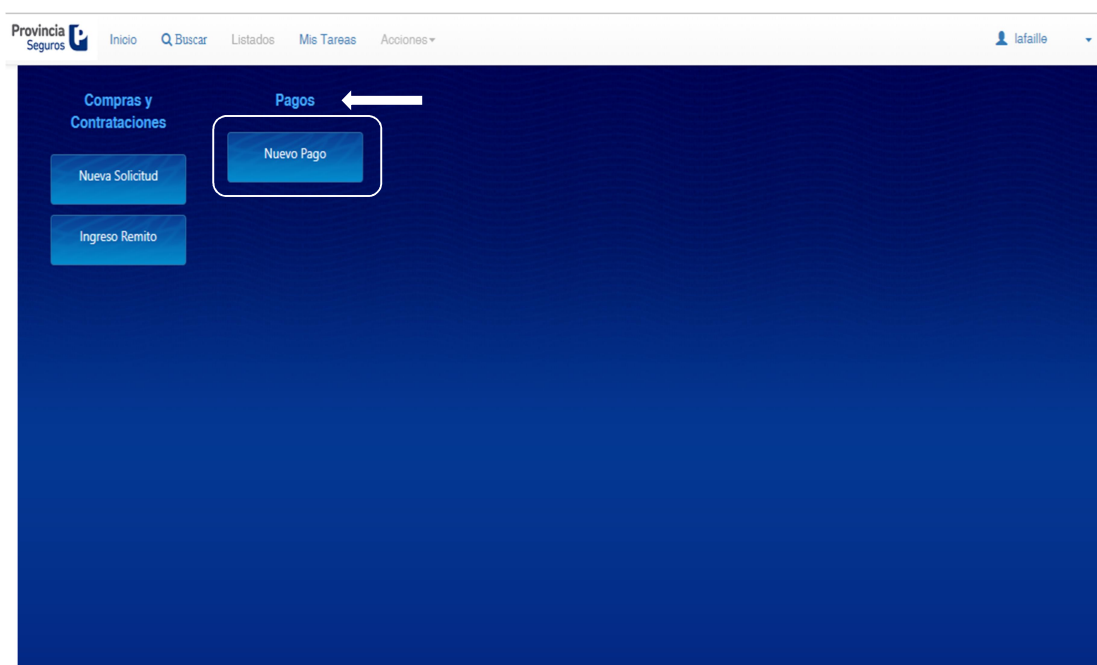 Provincia
Seguros
Inicio Buscar Listados Mis Tareas Acciones lafaille
Compras y
Contrataciones
Pagos
Nuevo Pago
Nueva Solicitud
Ingreso Remito